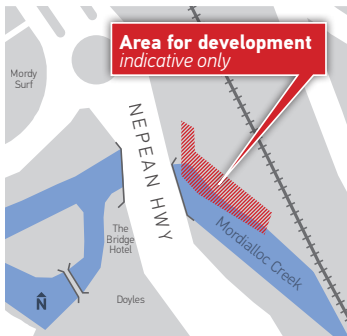 Area for development
indicative only
Mordy
Surf
NEPEAN HWY
The
Bridge
Hotel
Mordialloc Creek
Doyles
N